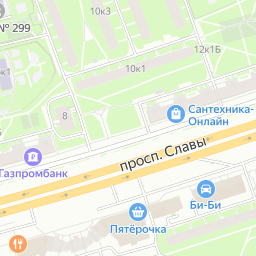 № 299
10к3
12к1Б
10к1
8
Сантехника-
Онлайн
Газпромбанк
просп. Славы
Би-Би
Пятёрочка